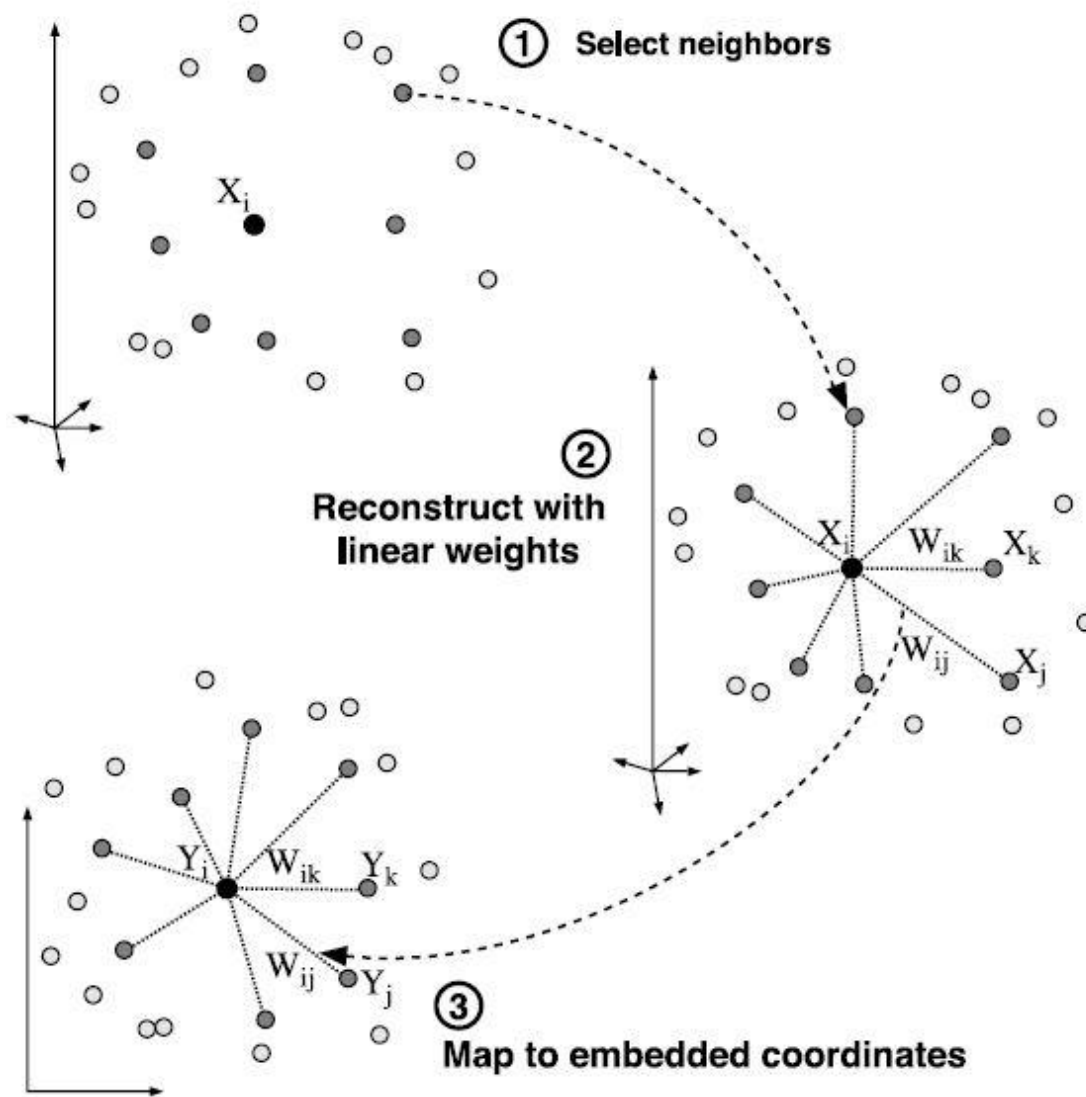 ① Select neighbors
X_i
②
Reconstruct with
linear weights
X_i
W_ik
X_k
W_ij
X_j
Y_i
W_ik
Y_k
W_ij
Y_j
③
Map to embedded coordinates